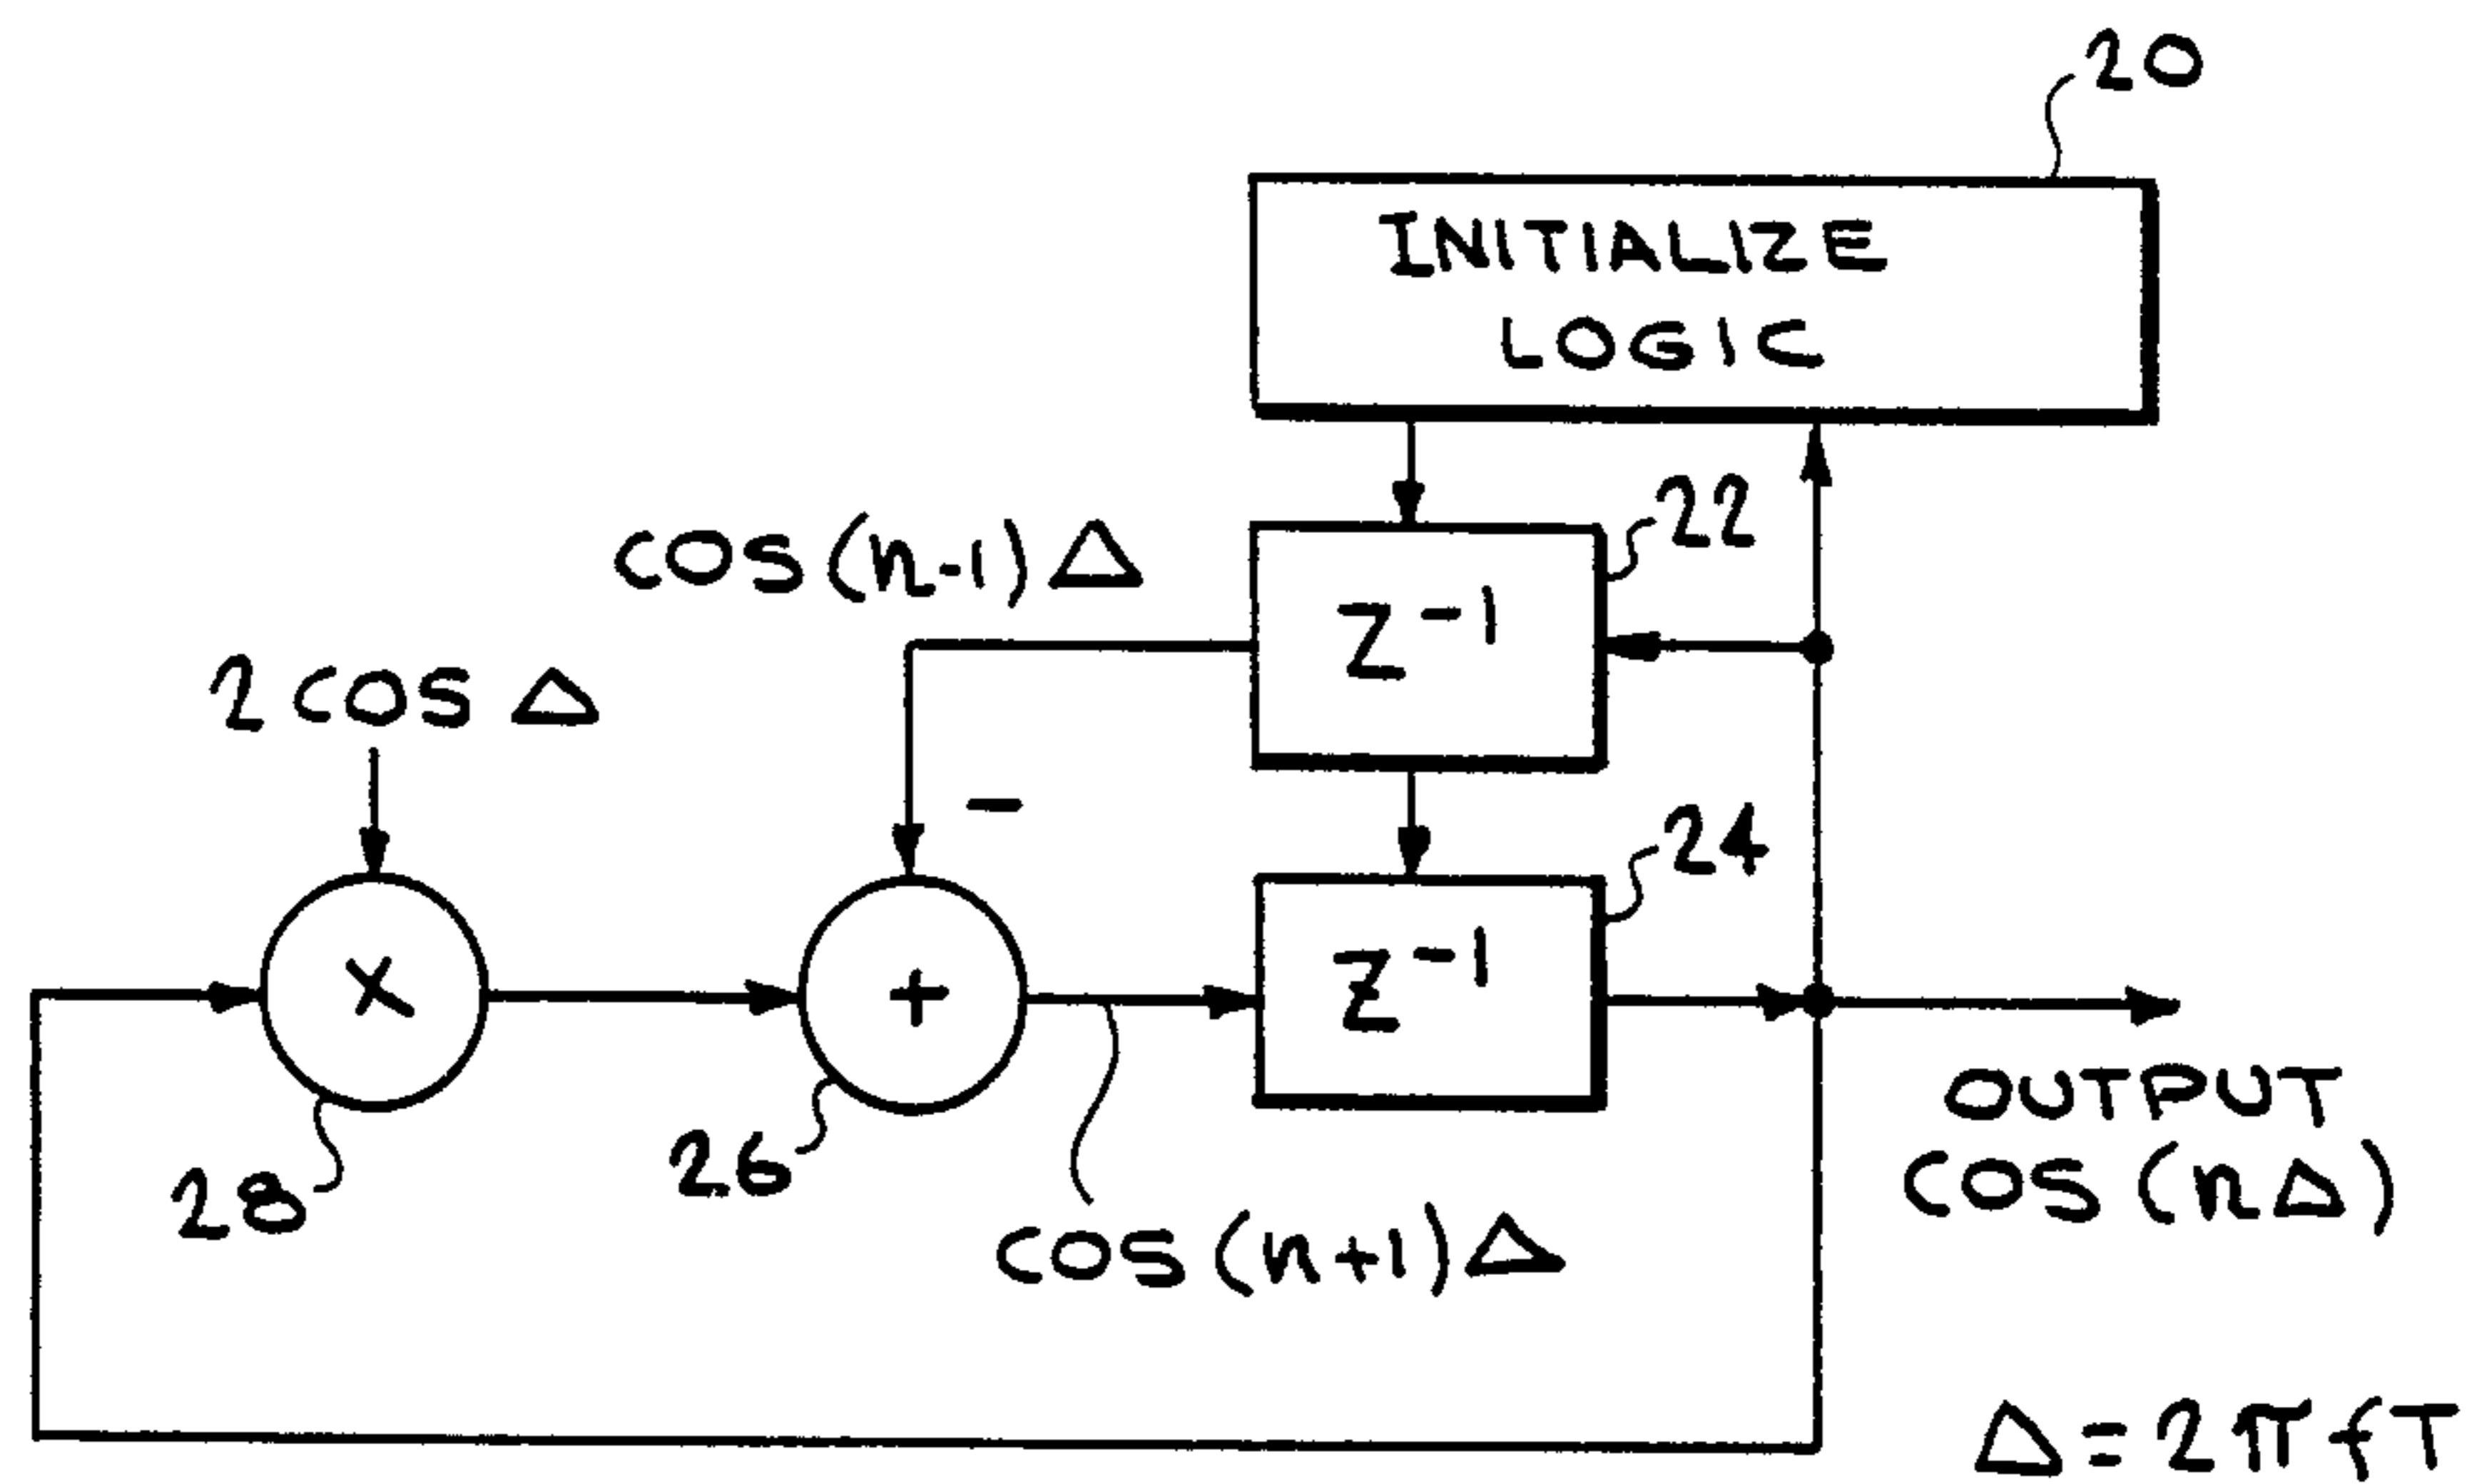 20
INITIALIZE
LOGIC
22
cos(n-1)Δ
Z⁻¹
2 cos Δ
−
24
×
+
Z⁻¹
28
26
cos(n+1)Δ
OUTPUT
cos(nΔ)
Δ=2πfT